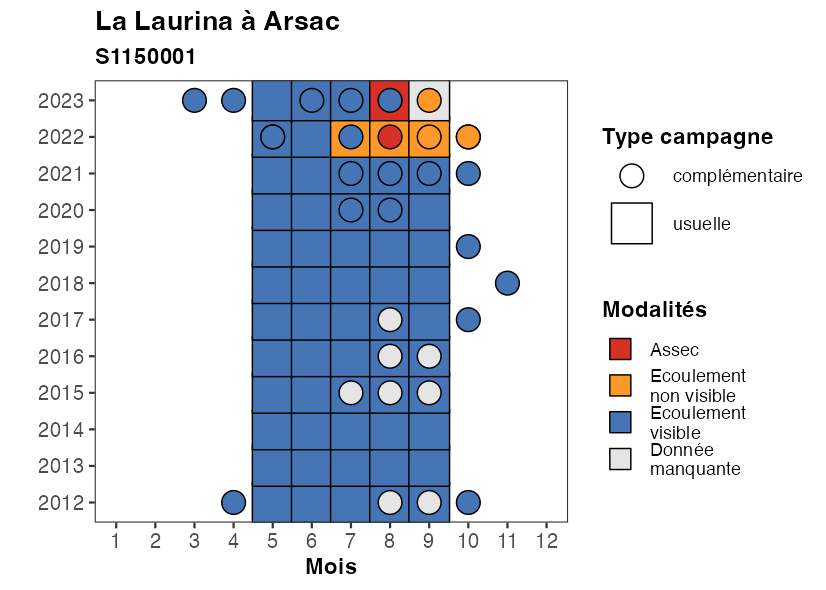 La Laurina à Arsac
S1150001
2023
2022
2021
2020
2019
2018
2017
2016
2015
2014
2013
2012
1 2 3 4 5 6 7 8 9 10 11 12
Mois
Type campagne
complémentaire
usuelle
Modalités
Assec
Ecoulement
non visible
Ecoulement
visible
Donnée
manquante